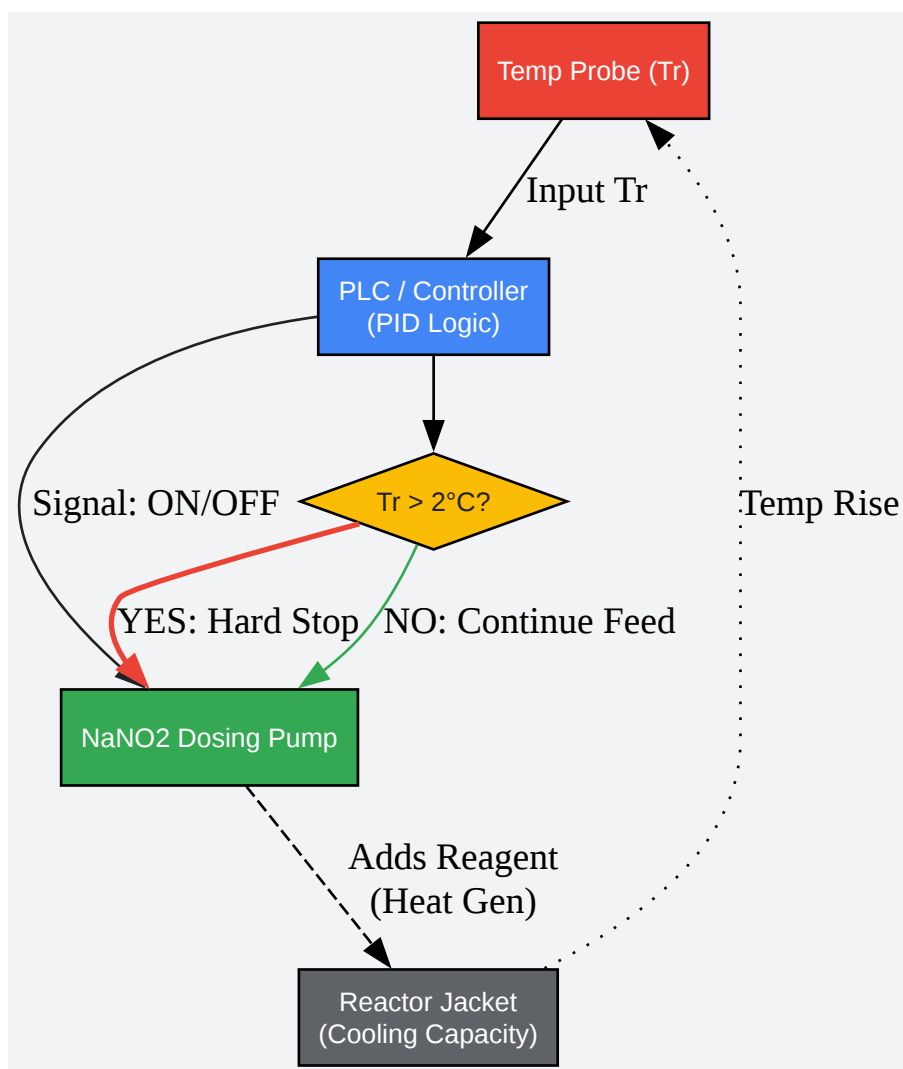 Temp Probe (Tr)
Input Tr
PLC / Controller
(PID Logic)
Signal: ON/OFF
Tr > 2°C?
Temp Rise
YES: Hard Stop
NO: Continue Feed
NaNO2 Dosing Pump
Adds Reagent
(Heat Gen)
Reactor Jacket
(Cooling Capacity)